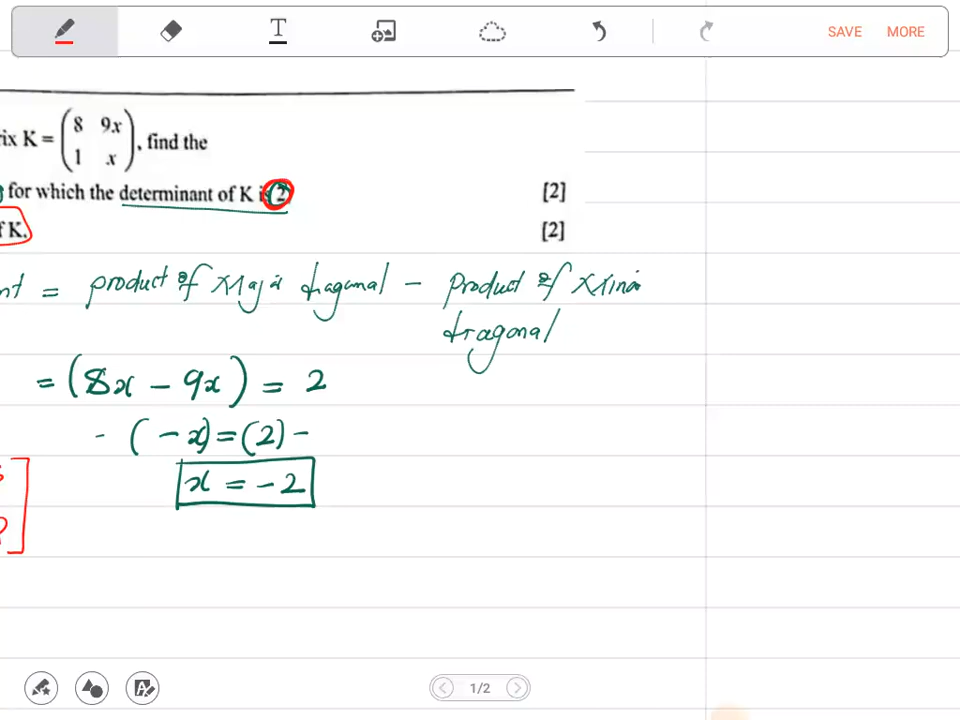 T SAVE MORE
rix K = (8 9x
1 x), find the
for which the determinant of K is 2 [2]
f K. [2]
nt = product of Major diagonal - Product of Minor
diagonal
= (8x - 9x) = 2
- (-x) = (2) -
x = -2
1/2